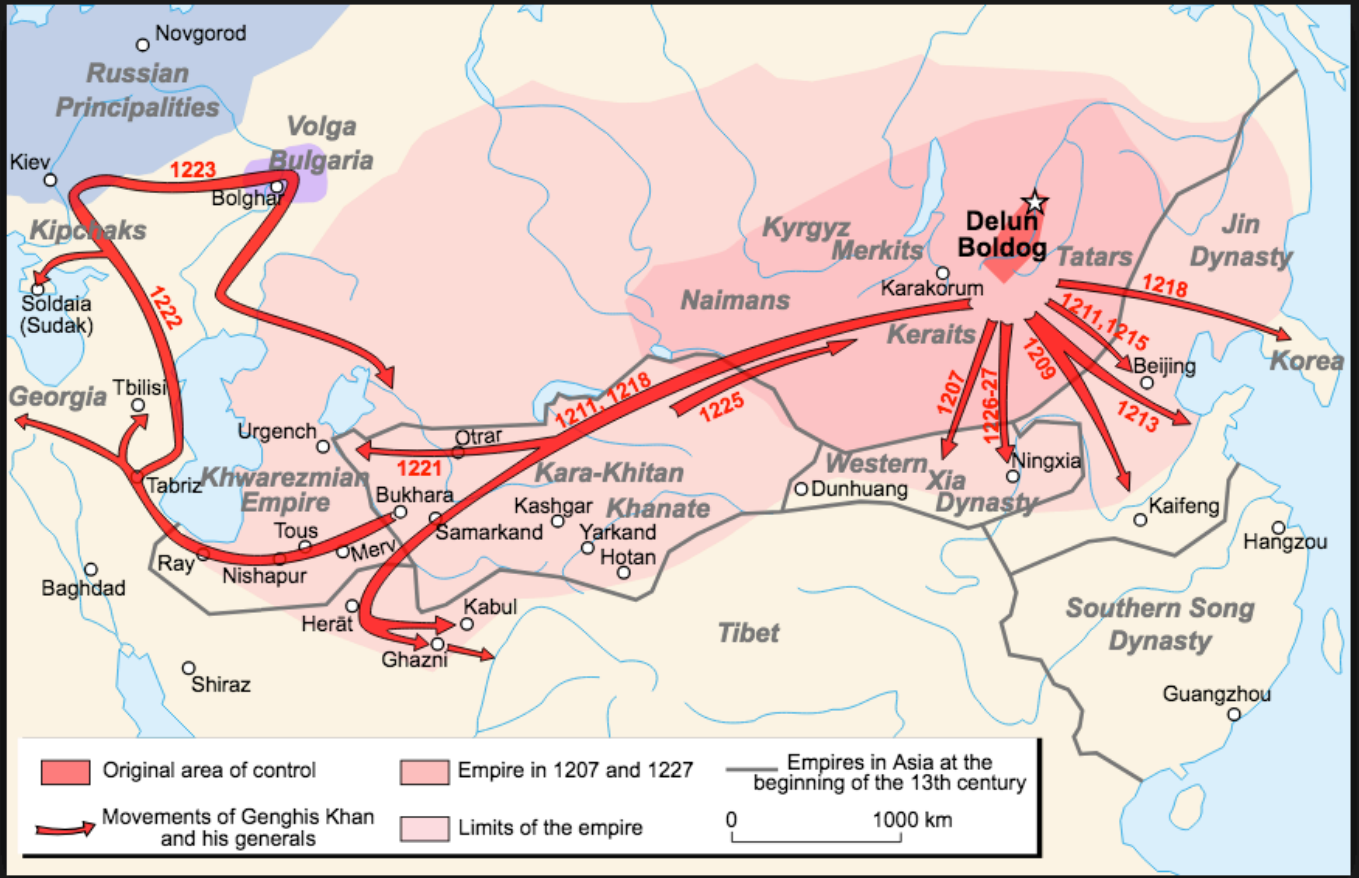 Novgorod
Russian
Principalities
Volga
Bulgaria
Kiev
1223
Bolghar
Kipchaks
Soldaia
(Sudak)
1222
Georgia
Tbilisi
Tabriz
Urgench
Khwarezmian
Empire
Otrar
1221
Bukhara
Samarkand
Tous
Merv
Ray
Nishapur
Baghdad
Herāt
Kabul
Ghazni
Shiraz
Kara-Khitan
Khanate
Kashgar
Yarkand
Hotan
1211, 1218
1225
Kyrgyz
Merkits
Naimans
Keraits
Karakorum
Delun
Boldog
Tatars
Jin
Dynasty
1218
1211,1215
1209
1213
1207
1226-27
Beijing
Korea
Western
Xia
Dynasty
Ningxia
Dunhuang
Kaifeng
Hangzou
Tibet
Southern Song
Dynasty
Guangzhou
Original area of control
Movements of Genghis Khan
and his generals
Empire in 1207 and 1227
Limits of the empire
Empires in Asia at the
beginning of the 13th century
0
1000 km